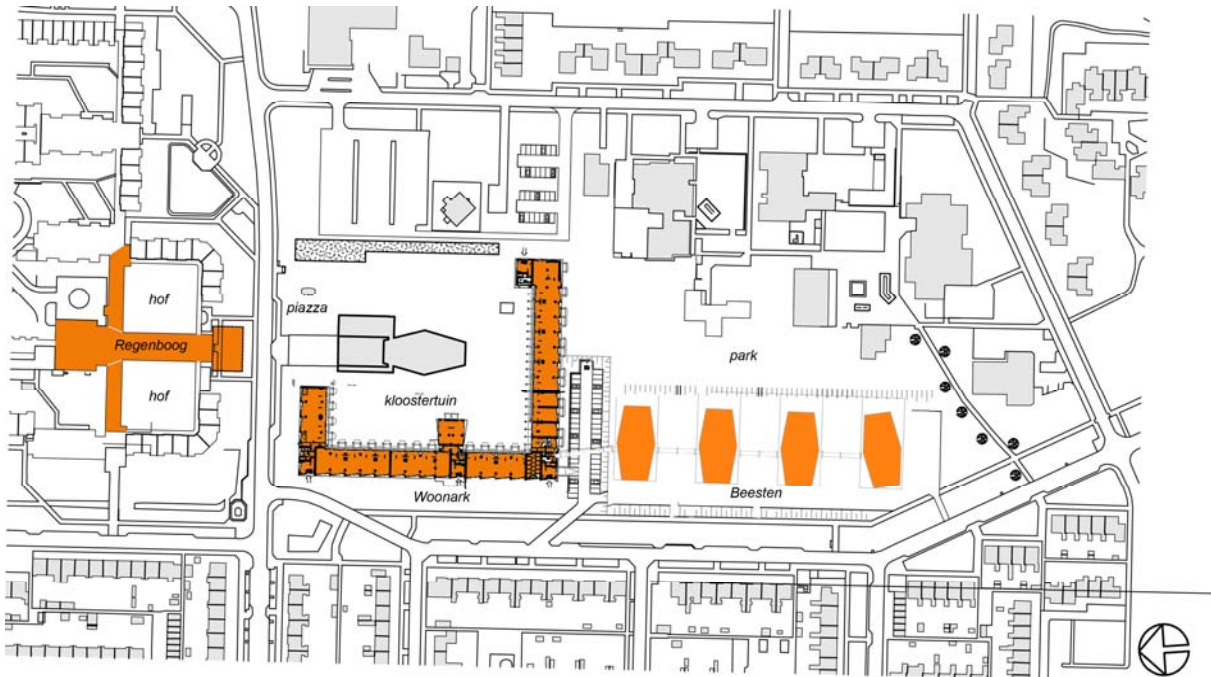 hof
piazza
Regenboog
park
hof
kloostertuin
Woonark
Beesten